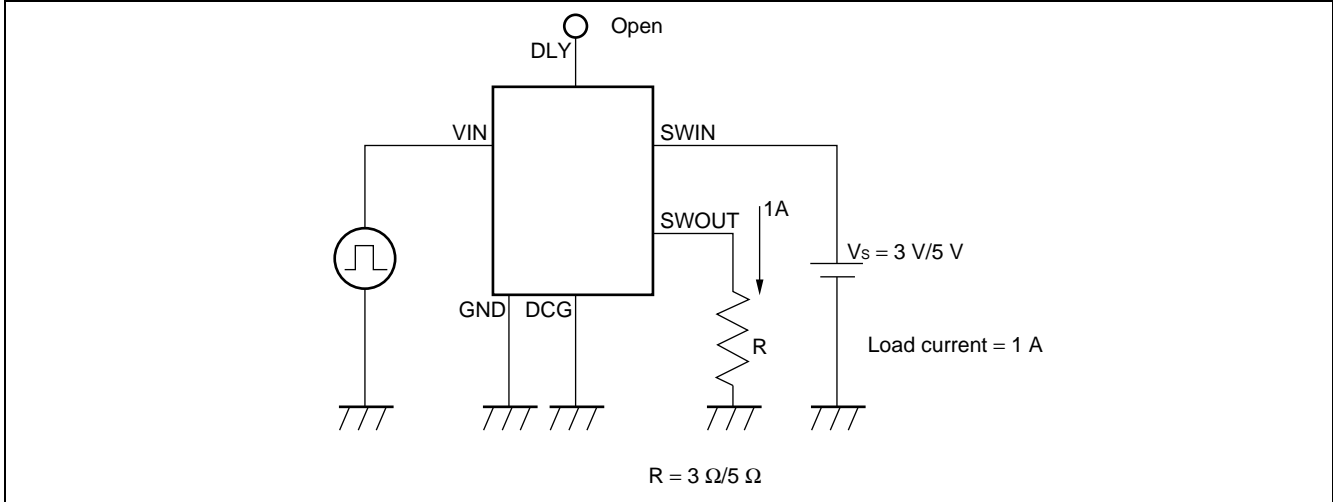 Open
DLY
VIN
SWIN
1A
SWOUT
Vs = 3 V/5 V
GND DCG
R
Load current = 1 A
R = 3 Ω/5 Ω